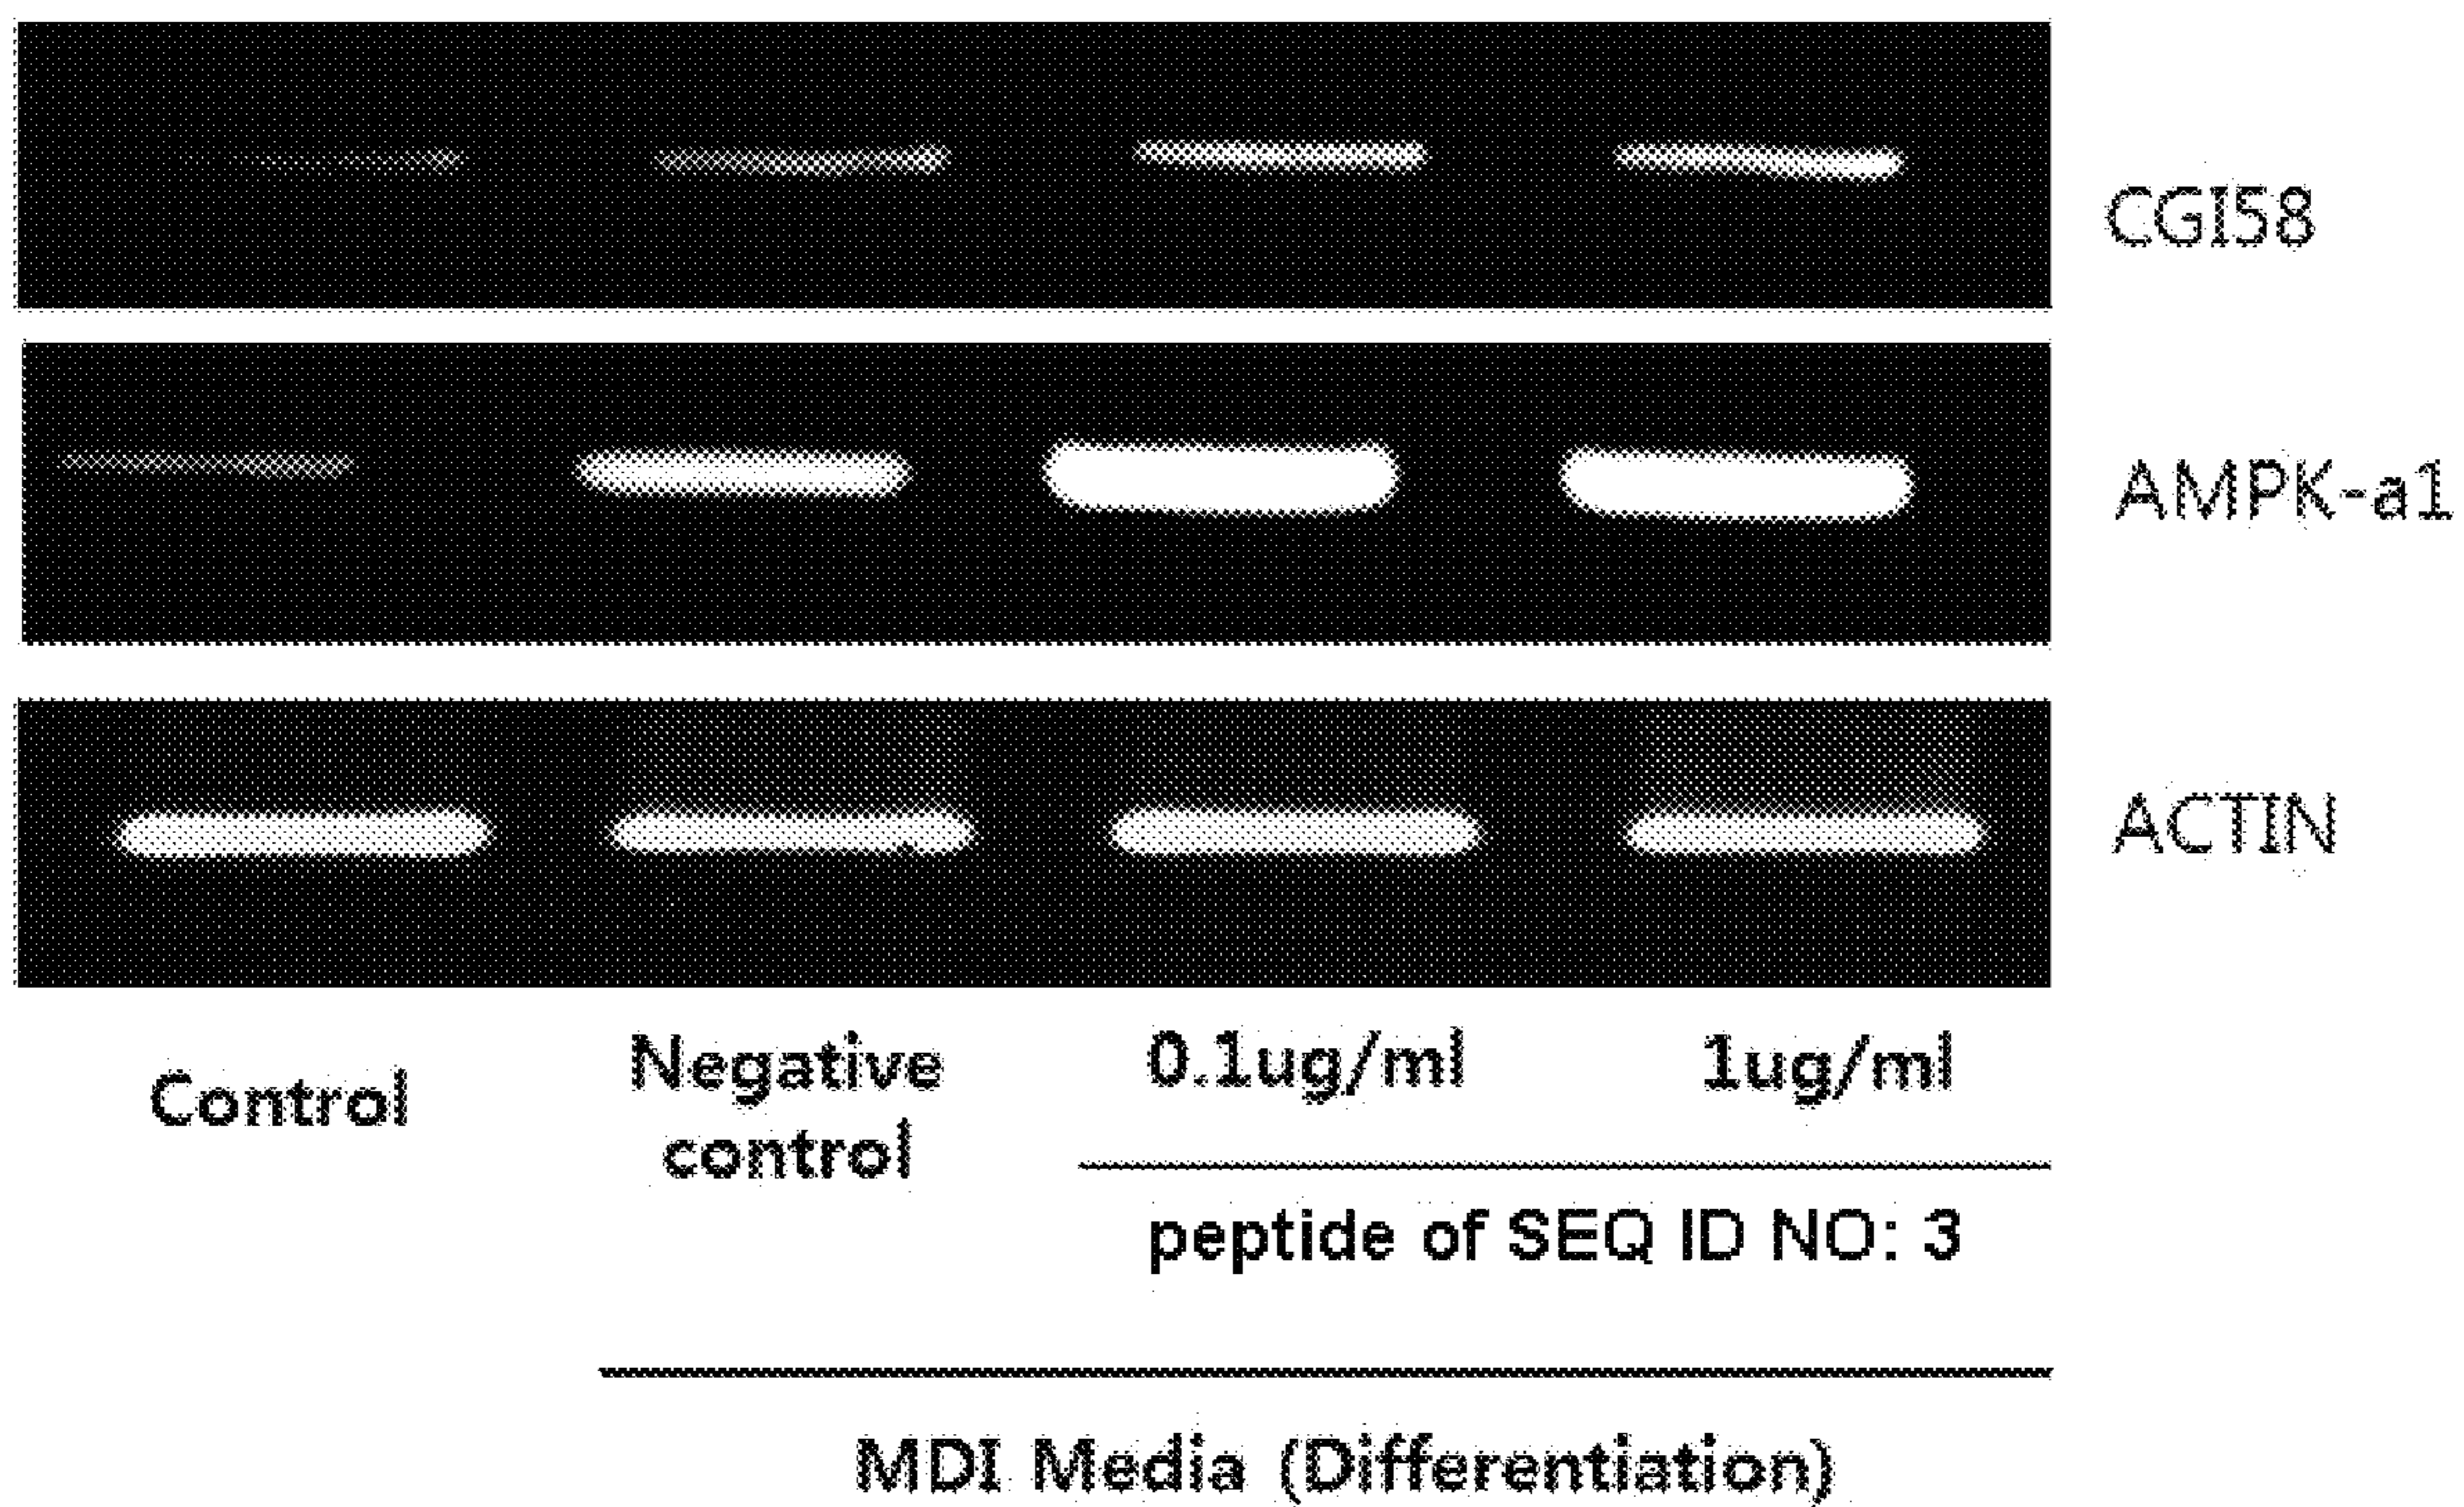 CGI58
AMPK-a1
ACTIN
Control
Negative control
0.1ug/ml
1ug/ml
peptide of SEQ ID NO: 3
MDI Media (Differentiation)